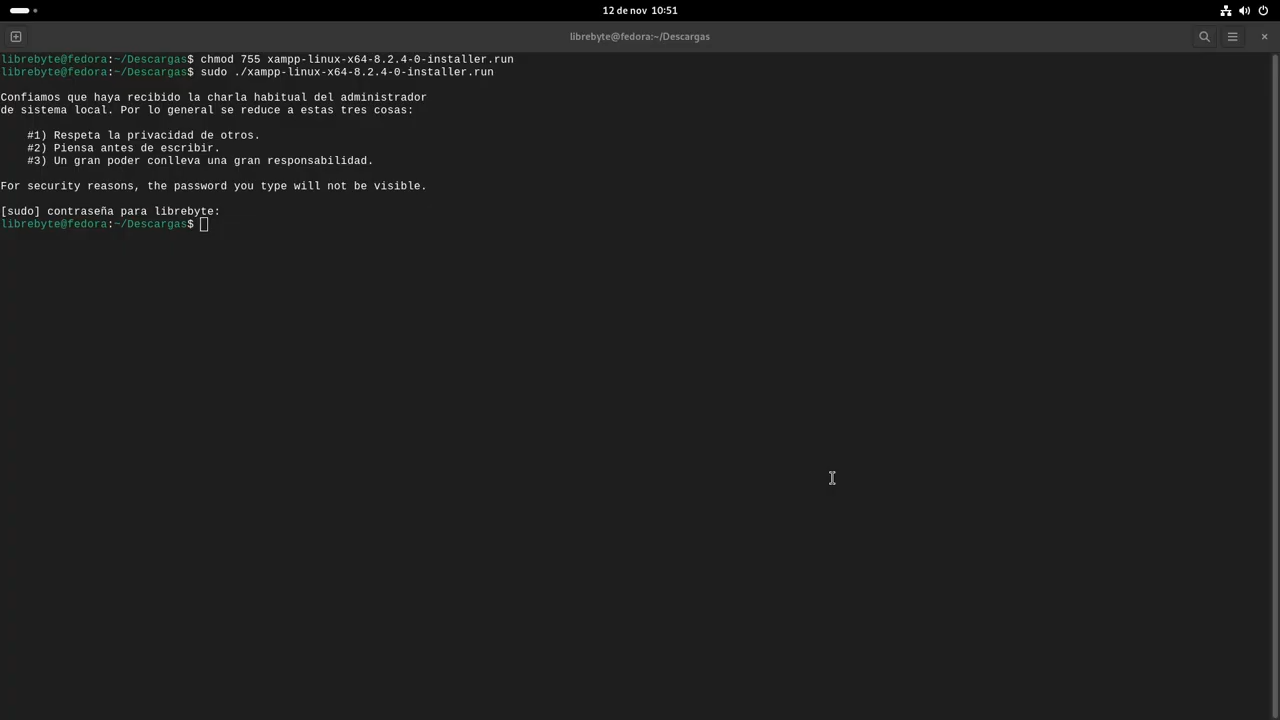 12 de nov 10:51
librebyte@fedora:~/Descargas
librebyte@fedora:~/Descargas$ chmod 755 xampp-linux-x64-8.2.4-0-installer.run
librebyte@fedora:~/Descargas$ sudo ./xampp-linux-x64-8.2.4-0-installer.run
Confiamos que haya recibido la charla habitual del administrador
de sistema local. Por lo general se reduce a estas tres cosas:
#1) Respeta la privacidad de otros.
#2) Piensa antes de escribir.
#3) Un gran poder conlleva una gran responsabilidad.
For security reasons, the password you type will not be visible.
[sudo] contraseña para librebyte:
librebyte@fedora:~/Descargas$